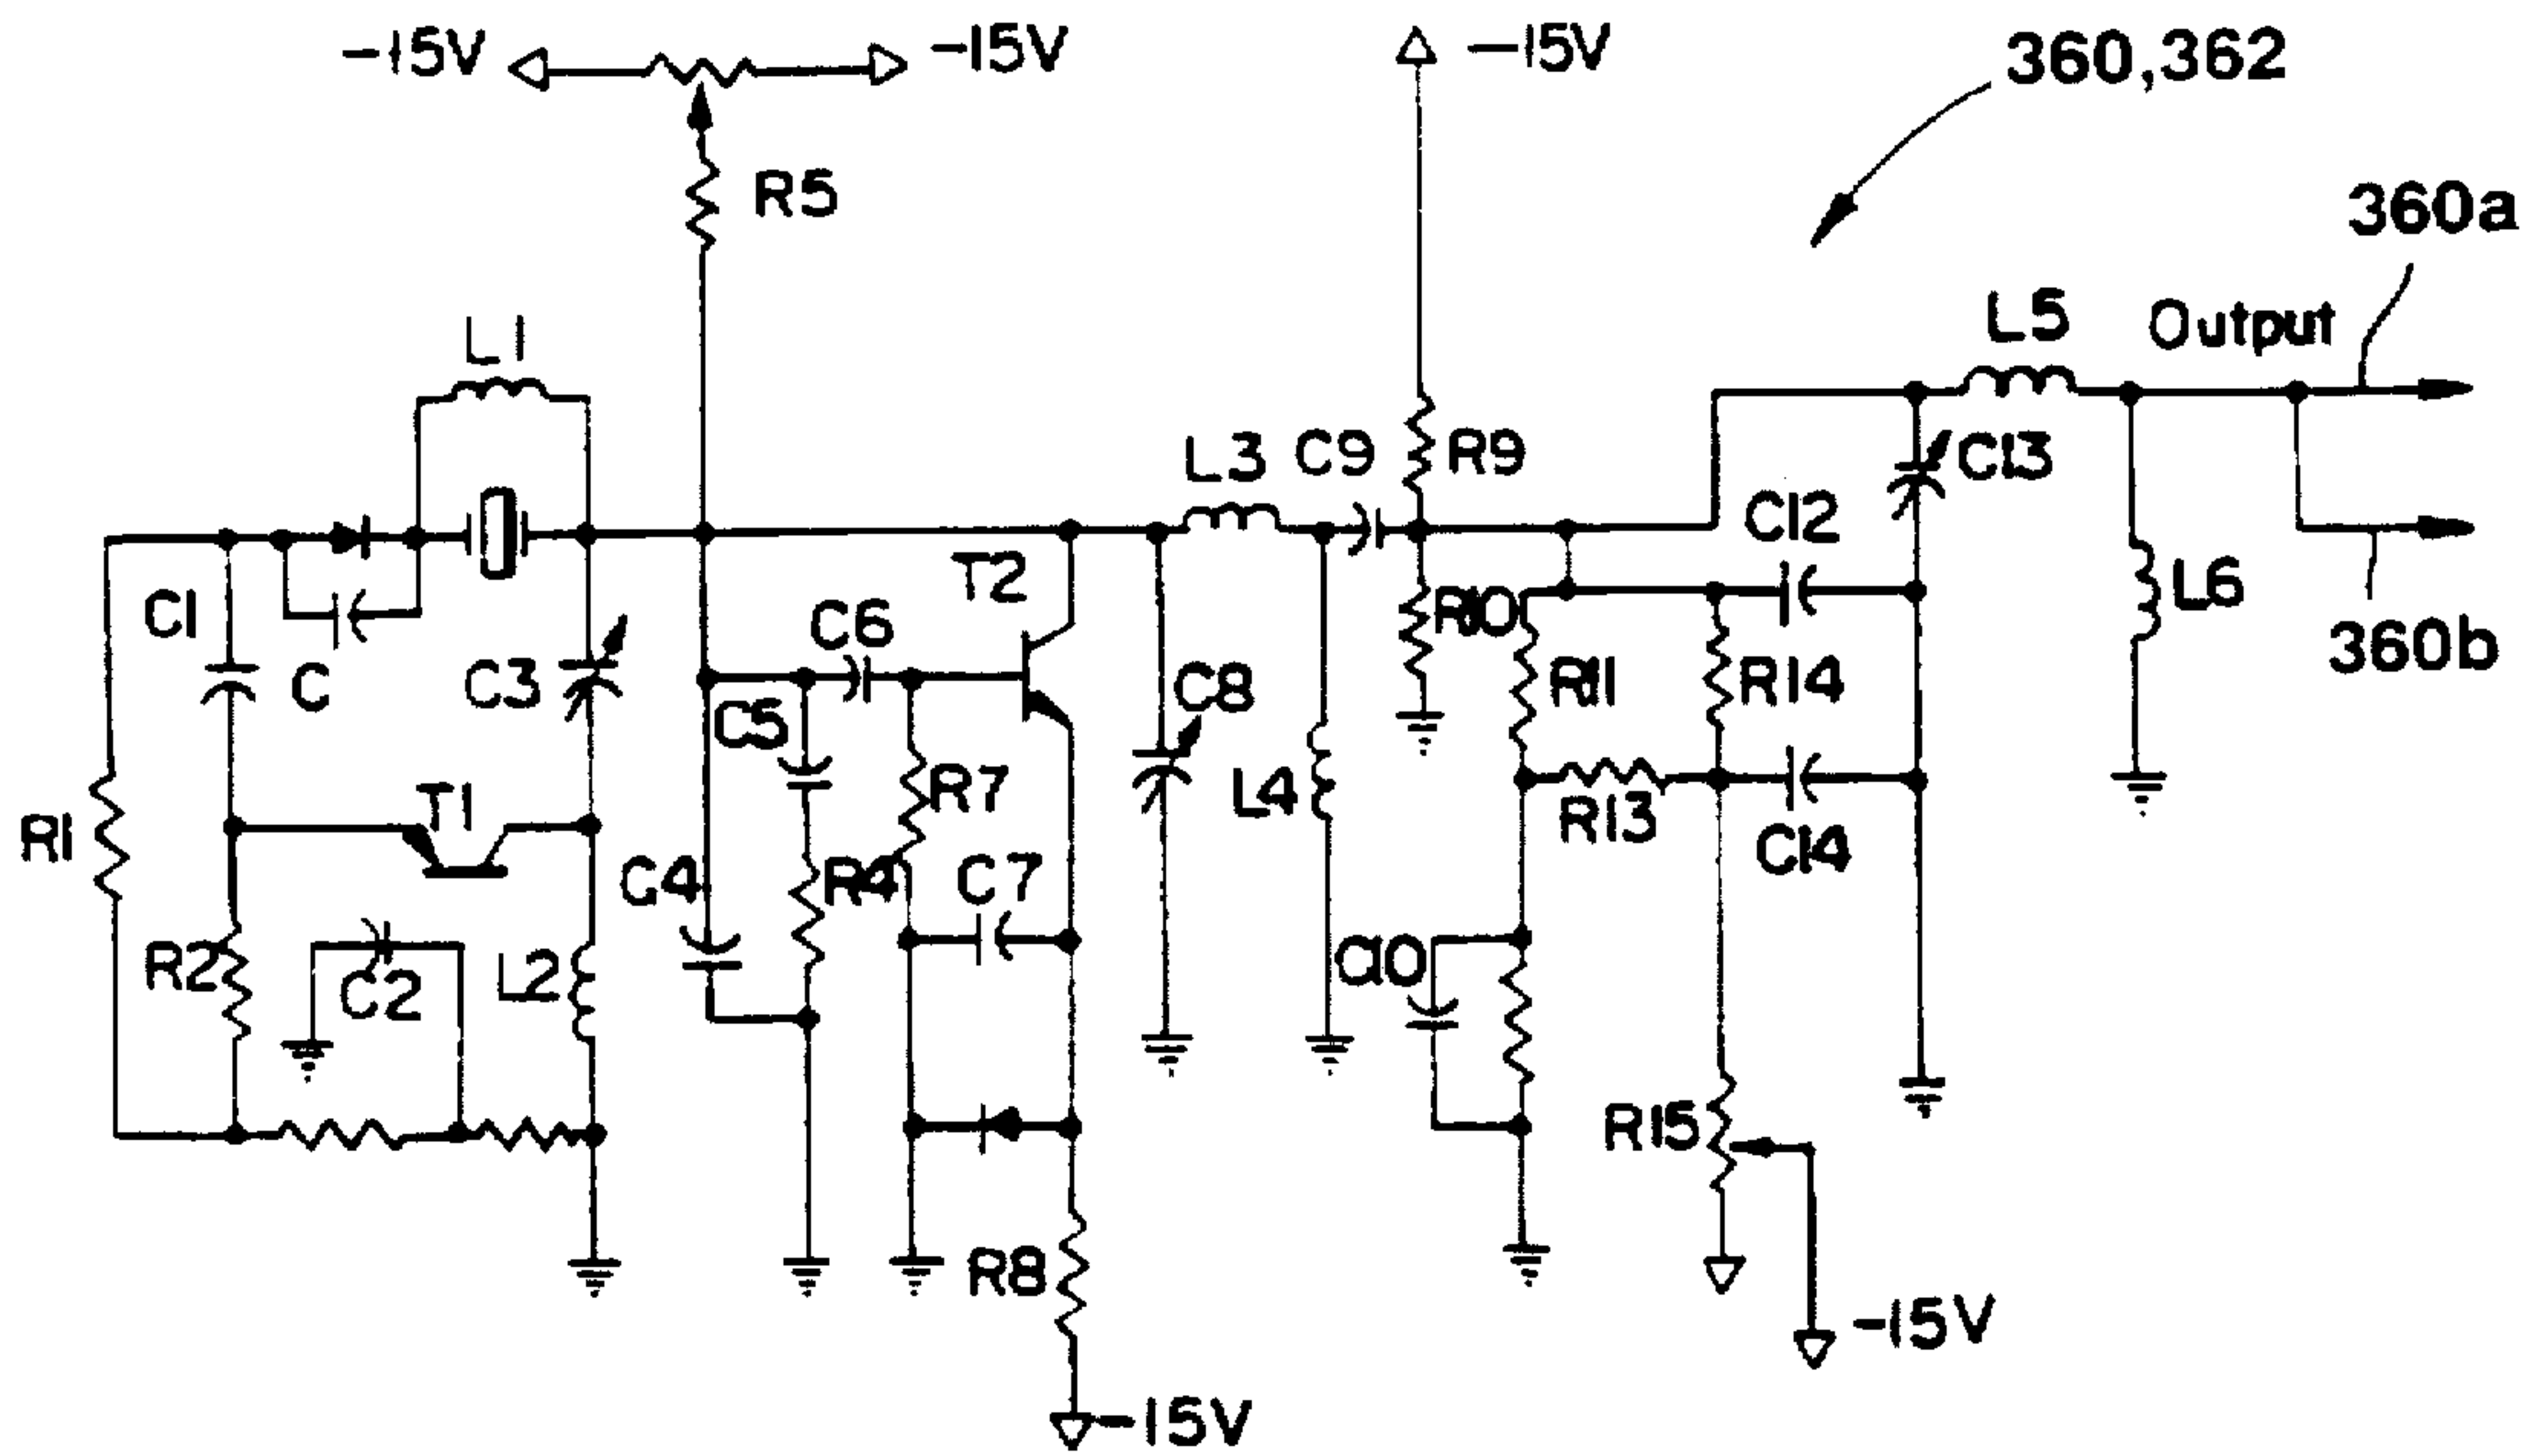 -15V
-15V
-15V
360,362
R5
360a
L1
L5
Output
L3
C9
R9
C13
C12
T2
C1
C
C6
R10
L6
360b
C3
C5
C8
R11
R14
R7
L4
R13
T1
R1
C4
R4
C7
C14
R2
C2
L2
C10
R15
R8
-15V
-15V